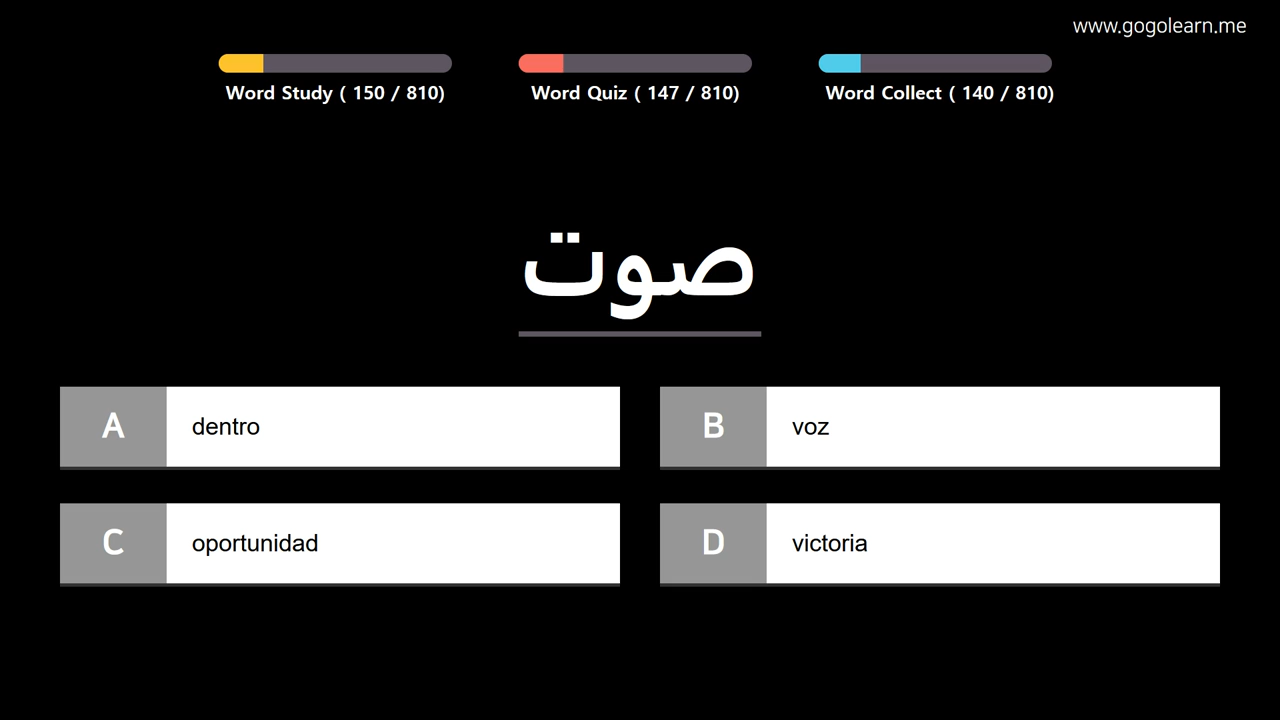 www.gogolearn.me
Word Study ( 150 / 810)
Word Quiz ( 147 / 810)
Word Collect ( 140 / 810)
صوت
A dentro
B voz
C oportunidad
D victoria